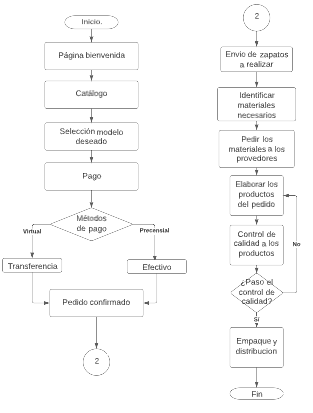 Inicio.
Página bienvenida
Catálogo
Selección modelo
deseado
Pago
Métodos
de pago
Virtual
Precensial
Transferencia
Efectivo
Pedido confirmado
2
2
Envio de zapatos
a realizar
Identificar
materiales
necesarios
Pedir los
materiales a los
provedores
Elaborar los
productos
del pedido
Control de
calidad a los
productos
No
¿Paso el
control de
calidad?
Si
Empaque y
distribucion
Fin